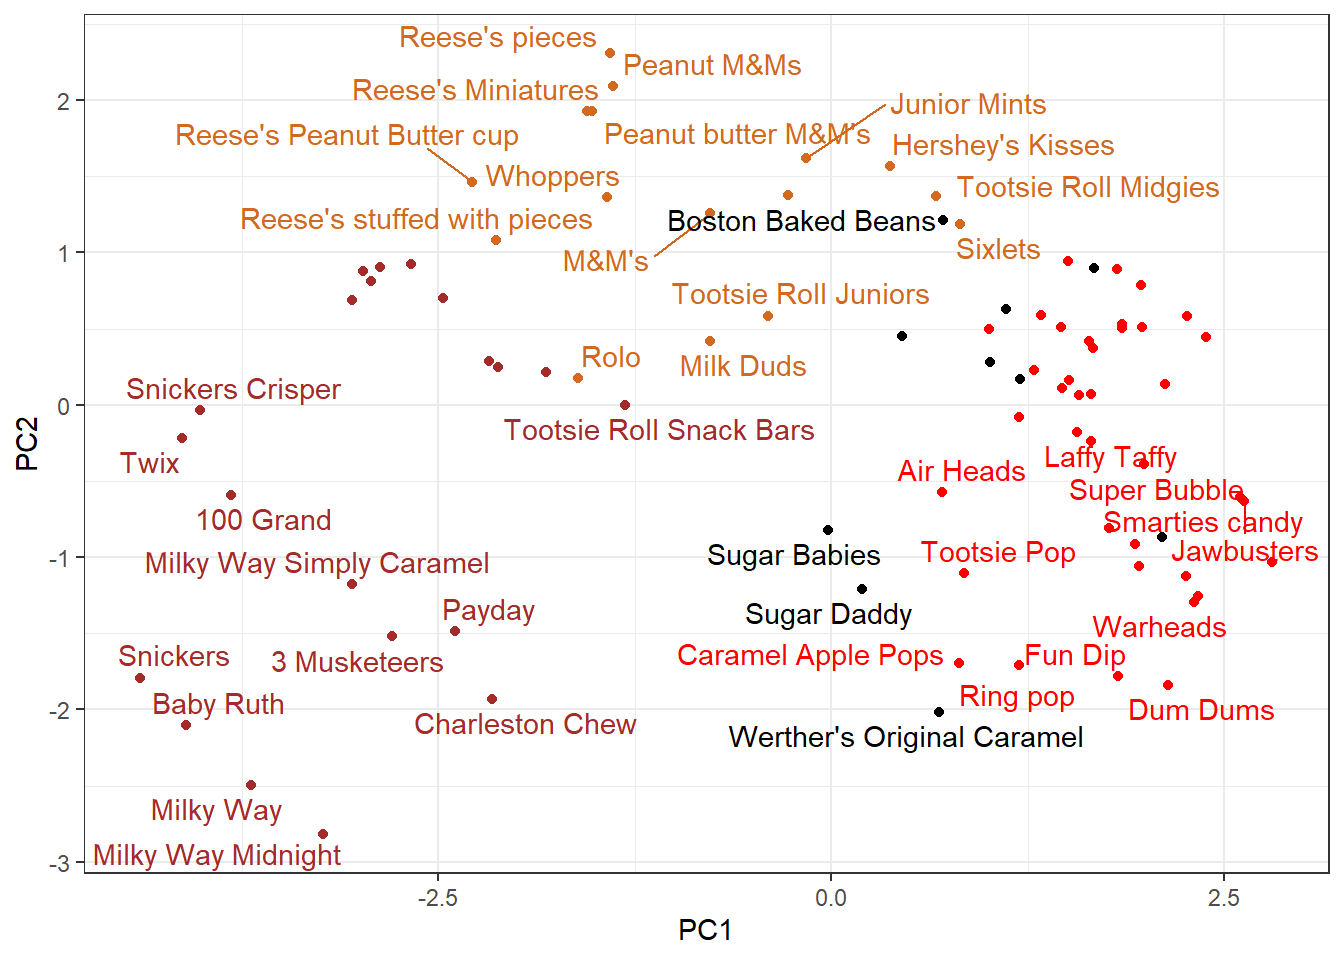 Reese's pieces
Peanut M&Ms
Reese's Miniatures
2
Junior Mints
Reese's Peanut Butter cup
Peanut butter M&M's
Hershey's Kisses
Whoppers
Tootsie Roll Midgies
Reese's stuffed with pieces
Boston Baked Beans
1
M&M's
Sixlets
Tootsie Roll Juniors
Rolo
Milk Duds
Snickers Crisper
0
Tootsie Roll Snack Bars
PC2
Twix
Laffy Taffy
Air Heads
Super Bubble
100 Grand
Smarties candy
-1
Sugar Babies
Tootsie Pop
Jawbusters
Milky Way Simply Caramel
Payday
Sugar Daddy
Warheads
Snickers
3 Musketeers
Caramel Apple Pops
Fun Dip
Baby Ruth
Ring pop
-2
Charleston Chew
Dum Dums
Werther's Original Caramel
Milky Way
Milky Way Midnight
-3
-2.5
0.0
2.5
PC1